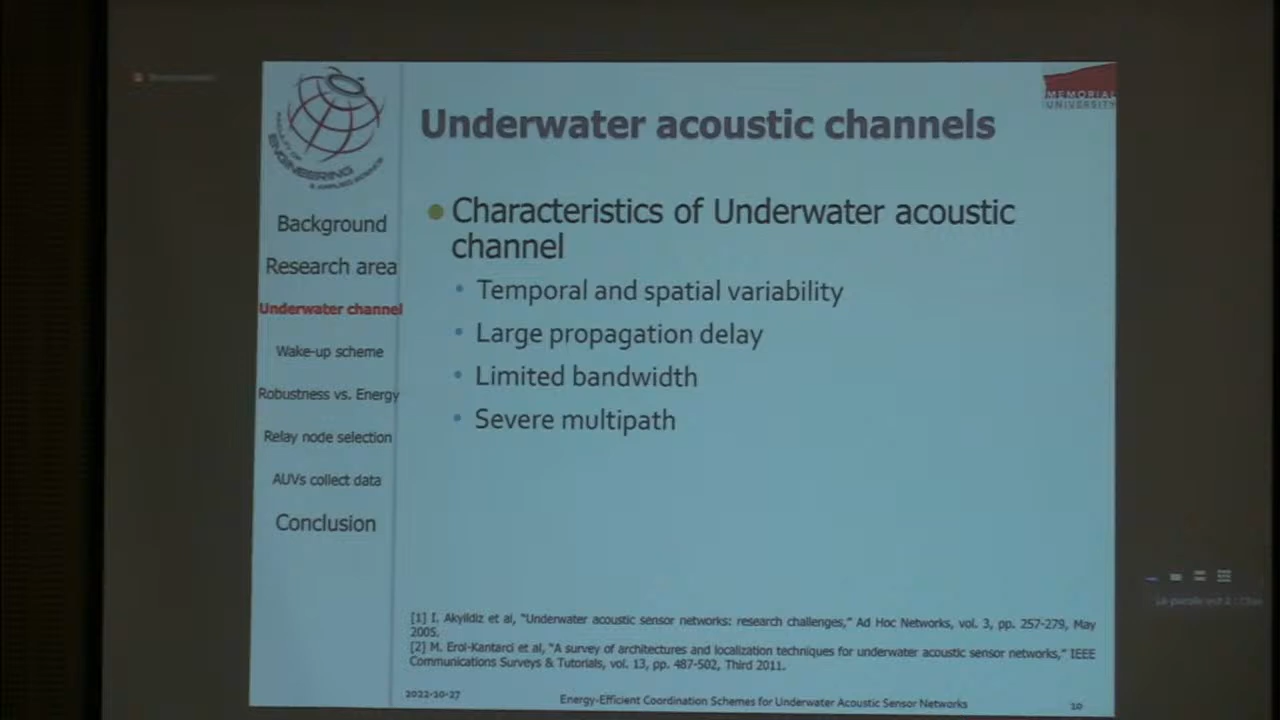 MEMORIAL
UNIVERSITY
FACULTY OF
ENGINEERING
& APPLIED SCIENCE
Underwater acoustic channels
Background
Research area
Underwater channel
Wake-up scheme
Robustness vs. Energy
Relay node selection
AUVs collect data
Conclusion
Characteristics of Underwater acoustic
channel
Temporal and spatial variability
Large propagation delay
Limited bandwidth
Severe multipath
[1] I. Akyildiz et al, "Underwater acoustic sensor networks: research challenges," Ad Hoc Networks, vol. 3, pp. 257-279, May
2005.
[2] M. Erol-Kantarci et al, "A survey of architectures and localization techniques for underwater acoustic sensor networks," IEEE
Communications Surveys & Tutorials, vol. 13, pp. 487-502, Third 2011.
2022-10-27
Energy-Efficient Coordination Schemes for Underwater Acoustic Sensor Networks
10